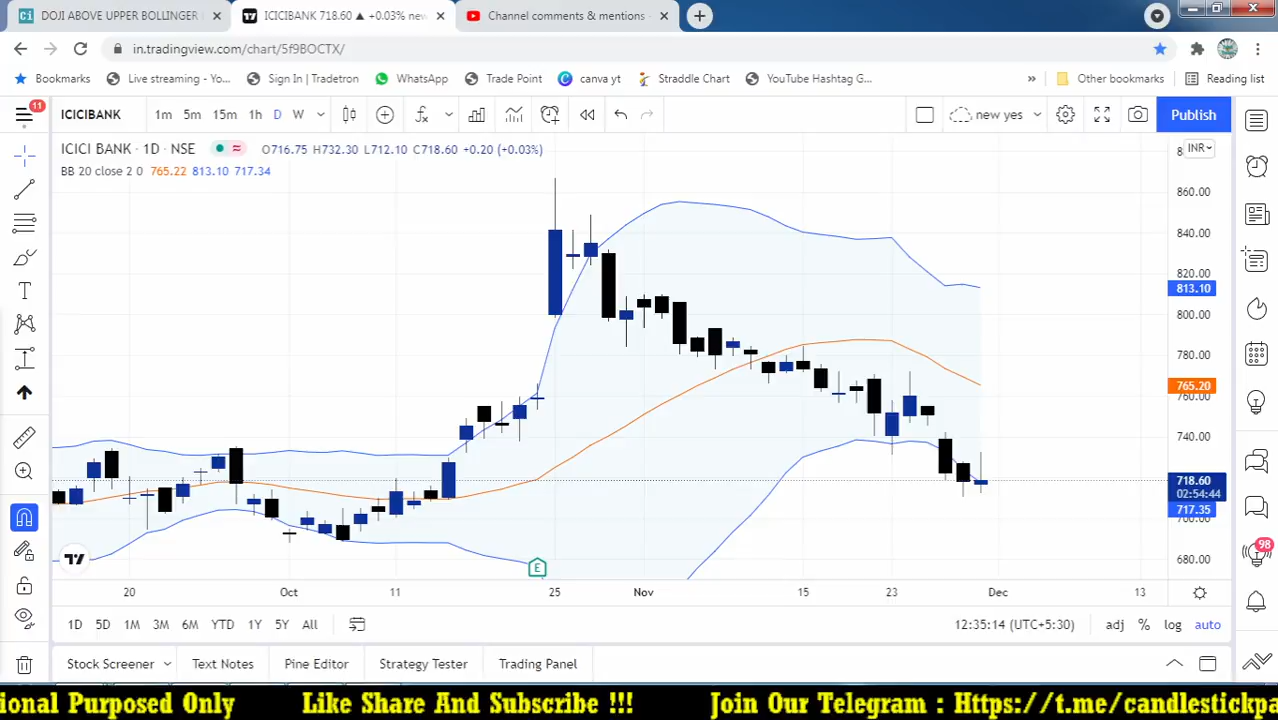 DOJI ABOVE UPPER BOLLINGER
ICICIBANK 718.60 ▲ +0.03% new
Channel comments & mentions -
in.tradingview.com/chart/5f9BOCTX/
Bookmarks
Live streaming - Yo...
Sign In | Tradetron
WhatsApp
Trade Point
canva yt
Straddle Chart
YouTube Hashtag G...
»
Other bookmarks
Reading list
11
ICICIBANK
1m 5m 15m 1h D W
new yes
Publish
ICICI BANK · 1D · NSE
O716.75 H732.30 L712.10 C718.60 +0.20 (+0.03%)
BB 20 close 2 0 765.22 813.10 717.34
INR
860.00
840.00
820.00
813.10
800.00
780.00
765.20
760.00
740.00
718.60
02:54:44
717.35
700.00
680.00
E
98
20 Oct 11 25 Nov 15 23 Dec 13
1D 5D 1M 3M 6M YTD 1Y 5Y All
12:35:14 (UTC+5:30)
adj % log auto
Stock Screener
Text Notes
Pine Editor
Strategy Tester
Trading Panel
ional Purposed Only Like Share And Subscribe !!! Join Our Telegram : Https://t.me/candlestickpa